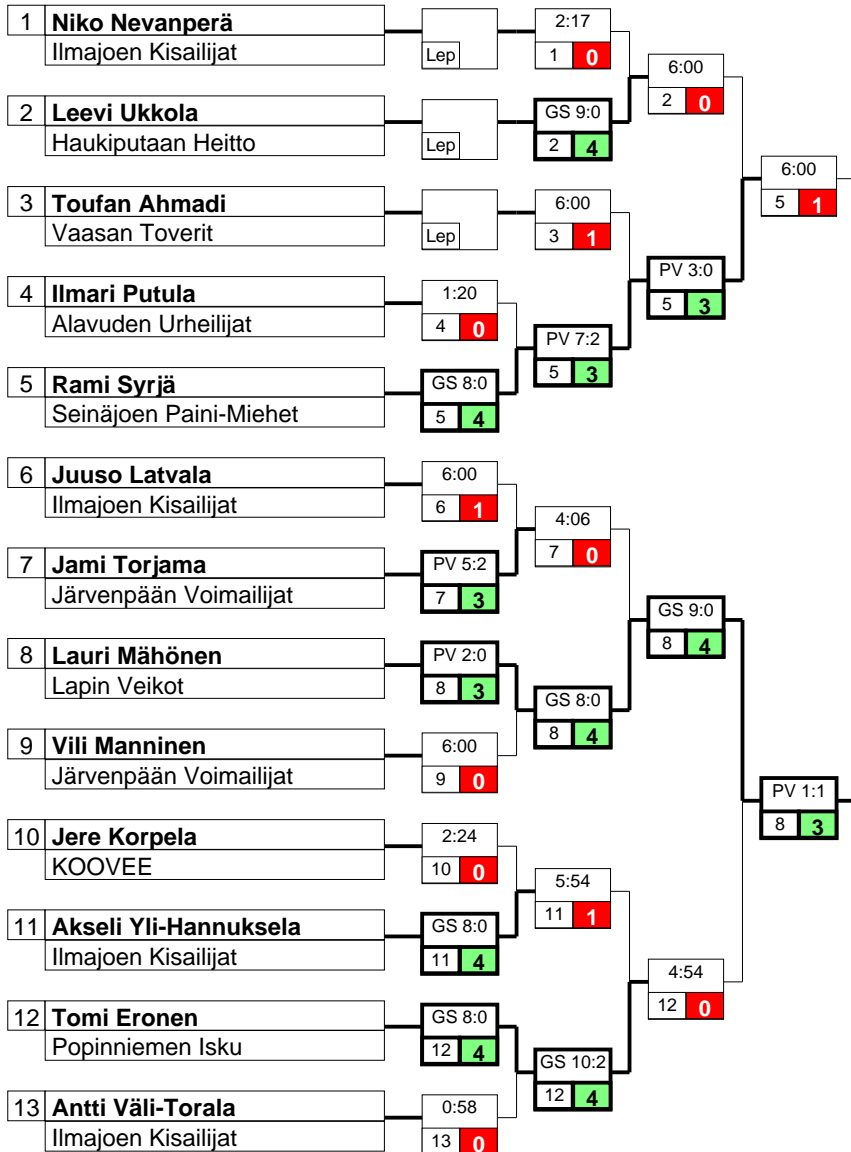 1 Niko Nevanperä
Ilmajoen Kisailijat
Lep
2:17
1 0
6:00
2 0
2 Leevi Ukkola
Haukiputaan Heitto
Lep
GS 9:0
2 4
6:00
5 1
3 Toufan Ahmadi
Vaasan Toverit
Lep
6:00
3 1
PV 3:0
5 3
4 Ilmari Putula
Alavuden Urheilijat
1:20
4 0
PV 7:2
5 3
5 Rami Syrjä
Seinäjoen Paini-Miehet
GS 8:0
5 4
6 Juuso Latvala
Ilmajoen Kisailijat
6:00
6 1
4:06
7 0
7 Jami Torjama
Järvenpään Voimailijat
PV 5:2
7 3
GS 9:0
8 4
8 Lauri Mähönen
Lapin Veikot
PV 2:0
8 3
GS 8:0
8 4
9 Vili Manninen
Järvenpään Voimailijat
6:00
9 0
PV 1:1
8 3
10 Jere Korpela
KOOVEE
2:24
10 0
5:54
11 1
11 Akseli Yli-Hannuksela
Ilmajoen Kisailijat
GS 8:0
11 4
4:54
12 0
12 Tomi Eronen
Popinniemen Isku
GS 8:0
12 4
GS 10:2
12 4
13 Antti Väli-Torala
Ilmajoen Kisailijat
0:58
13 0